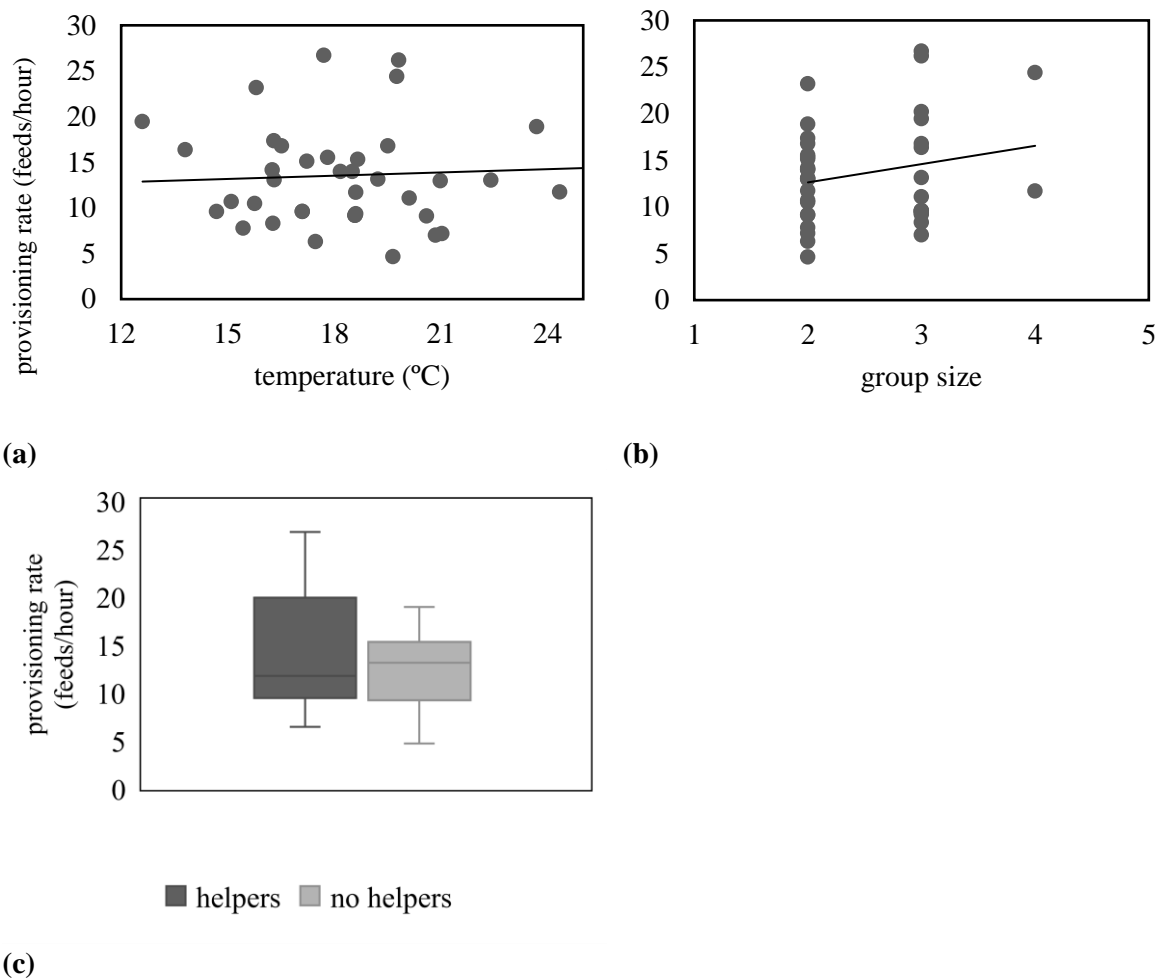 30
25
20
15
10
5
0
provisioning rate (feeds/hour)
12 15 18 21 24
temperature (ºC)
(a)
30
25
20
15
10
5
0
1 2 3 4 5
group size
(b)
30
25
20
15
10
5
0
provisioning rate
(feeds/hour)
helpers no helpers
(c)